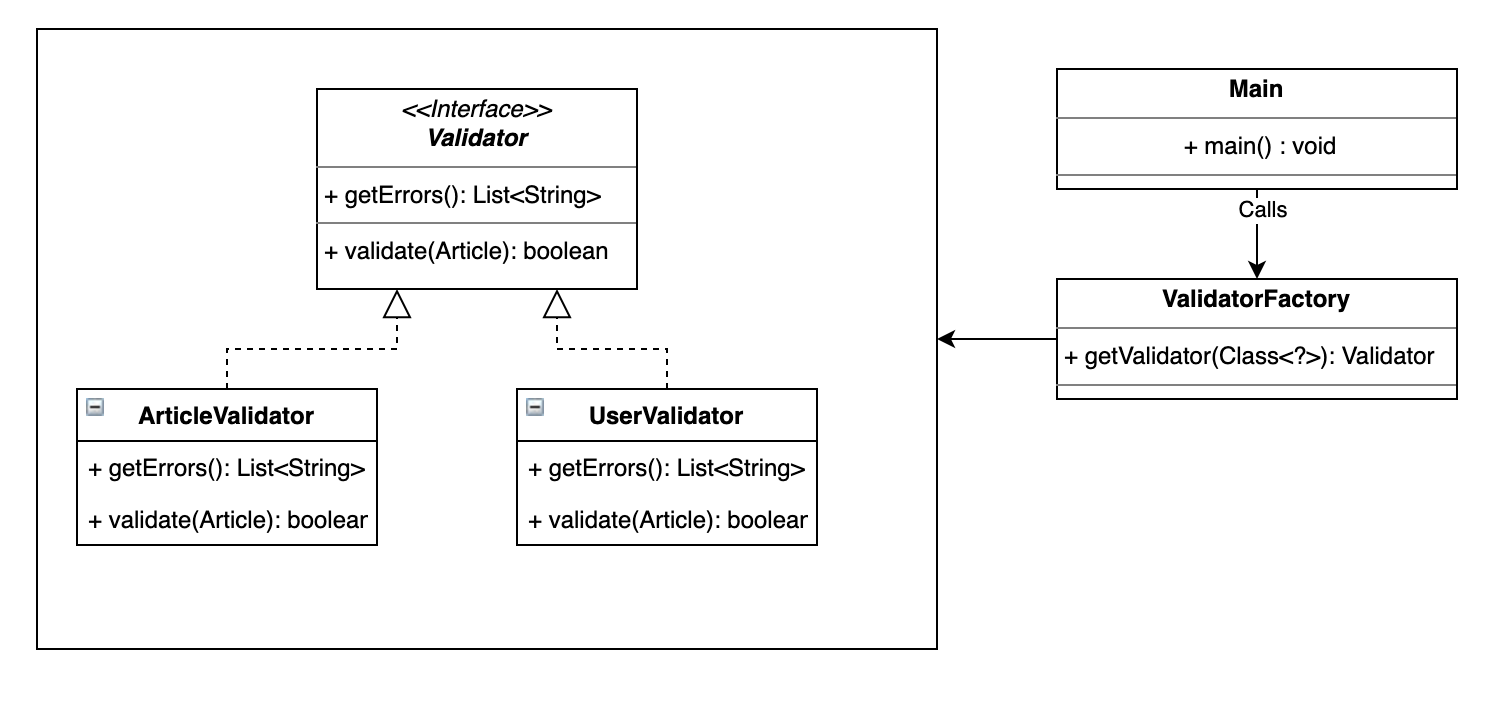 <<Interface>>
Validator
+ getErrors(): List<String>
+ validate(Article): boolean
ArticleValidator
+ getErrors(): List<String>
+ validate(Article): boolear
UserValidator
+ getErrors(): List<String>
+ validate(Article): boolear
Main
+ main() : void
Calls
ValidatorFactory
+ getValidator(Class<?>): Validator